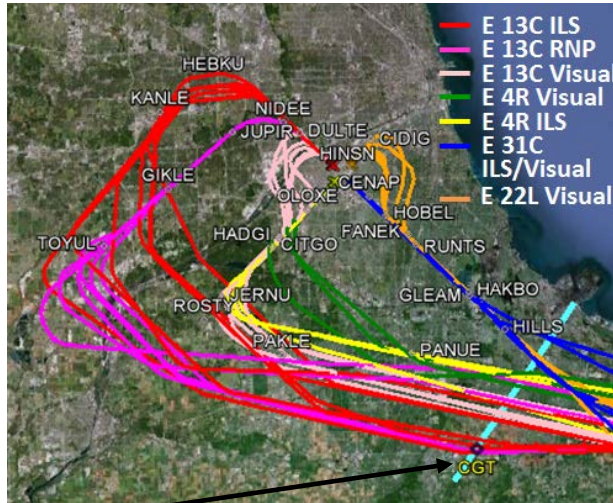 E 13C ILS
E 13C RNP
E 13C Visual
E 4R Visual
E 4R ILS
E 31C
ILS/Visual
E 22L Visual
HEBKU
KANLE
NIDEE
JUPIR
DULTE
CIDIG
HINSN
GIKLE
CENAP
OLOXE
HOBEL
HADGI
FANEK
TOYUL
CITGO
RUNTS
GLEAM
HAKBO
JERNU
ROSTY
HILLS
PAKLE
PANUE
CGT